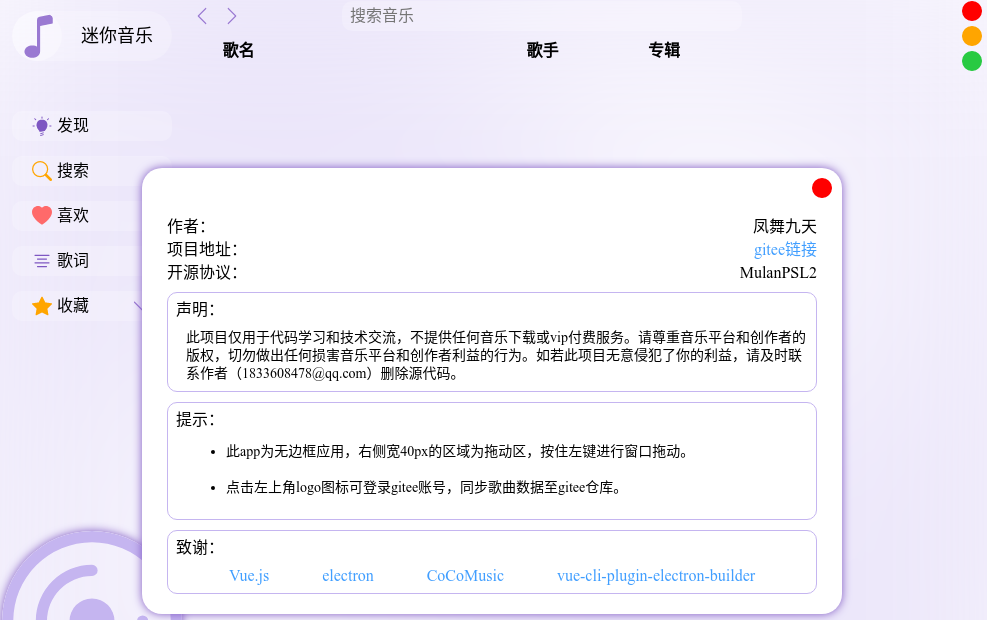 迷你音乐
搜索音乐
歌名 歌手 专辑
发现
搜索
喜欢
歌词
收藏
作者： 凤舞九天
项目地址： gitee链接
开源协议： MulanPSL2
声明：
此项目仅用于代码学习和技术交流，不提供任何音乐下载或vip付费服务。请尊重音乐平台和创作者的
版权，切勿做出任何损害音乐平台和创作者利益的行为。如若此项目无意侵犯了你的利益，请及时联
系作者（1833608478@qq.com）删除源代码。
提示：
• 此app为无边框应用，右侧宽40px的区域为拖动区，按住左键进行窗口拖动。
• 点击左上角logo图标可登录gitee账号，同步歌曲数据至gitee仓库。
致谢：
Vue.js electron CoCoMusic vue-cli-plugin-electron-builder